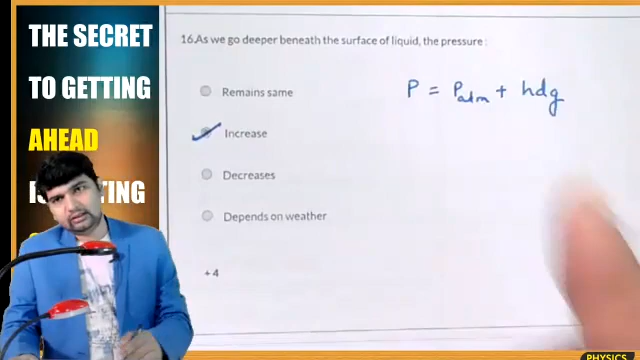 THE SECRET
TO GETTING
AHEAD
16.As we go deeper beneath the surface of liquid, the pressure :
Remains same
Increase
Decreases
Depends on weather
+4
P = Patm + hdg
PHYSICS